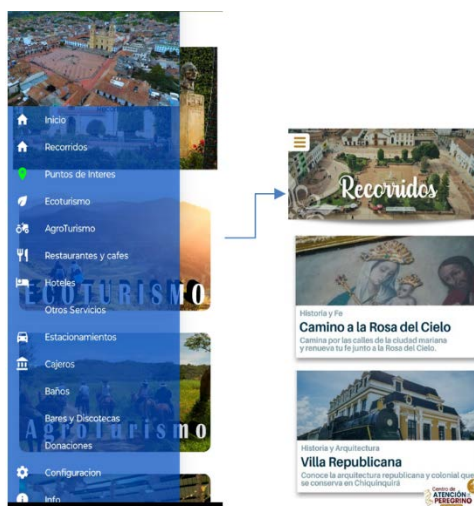 Inicio
Recorridos
Puntos de Interes
Ecoturismo
AgroTurismo
Restaurantes y cafes
Hoteles
ECOTURISMO
Otros Servicios
Estacionamientos
Cajeros
Baños
Bares y Discotecas
AgroTurismo
Donaciones
Configuracion
Info
Recorridos
Historia y Fe
Camino a la Rosa del Cielo
Camina por las calles de la ciudad mariana
y renueva tu fe junto a la Rosa del Cielo.
Historia y Arquitectura
Villa Republicana
Conoce la arquitectura republicana y colonial que
se conserva en Chiquinquirá
Centro de
ATENCIÓN
PEREGRINO